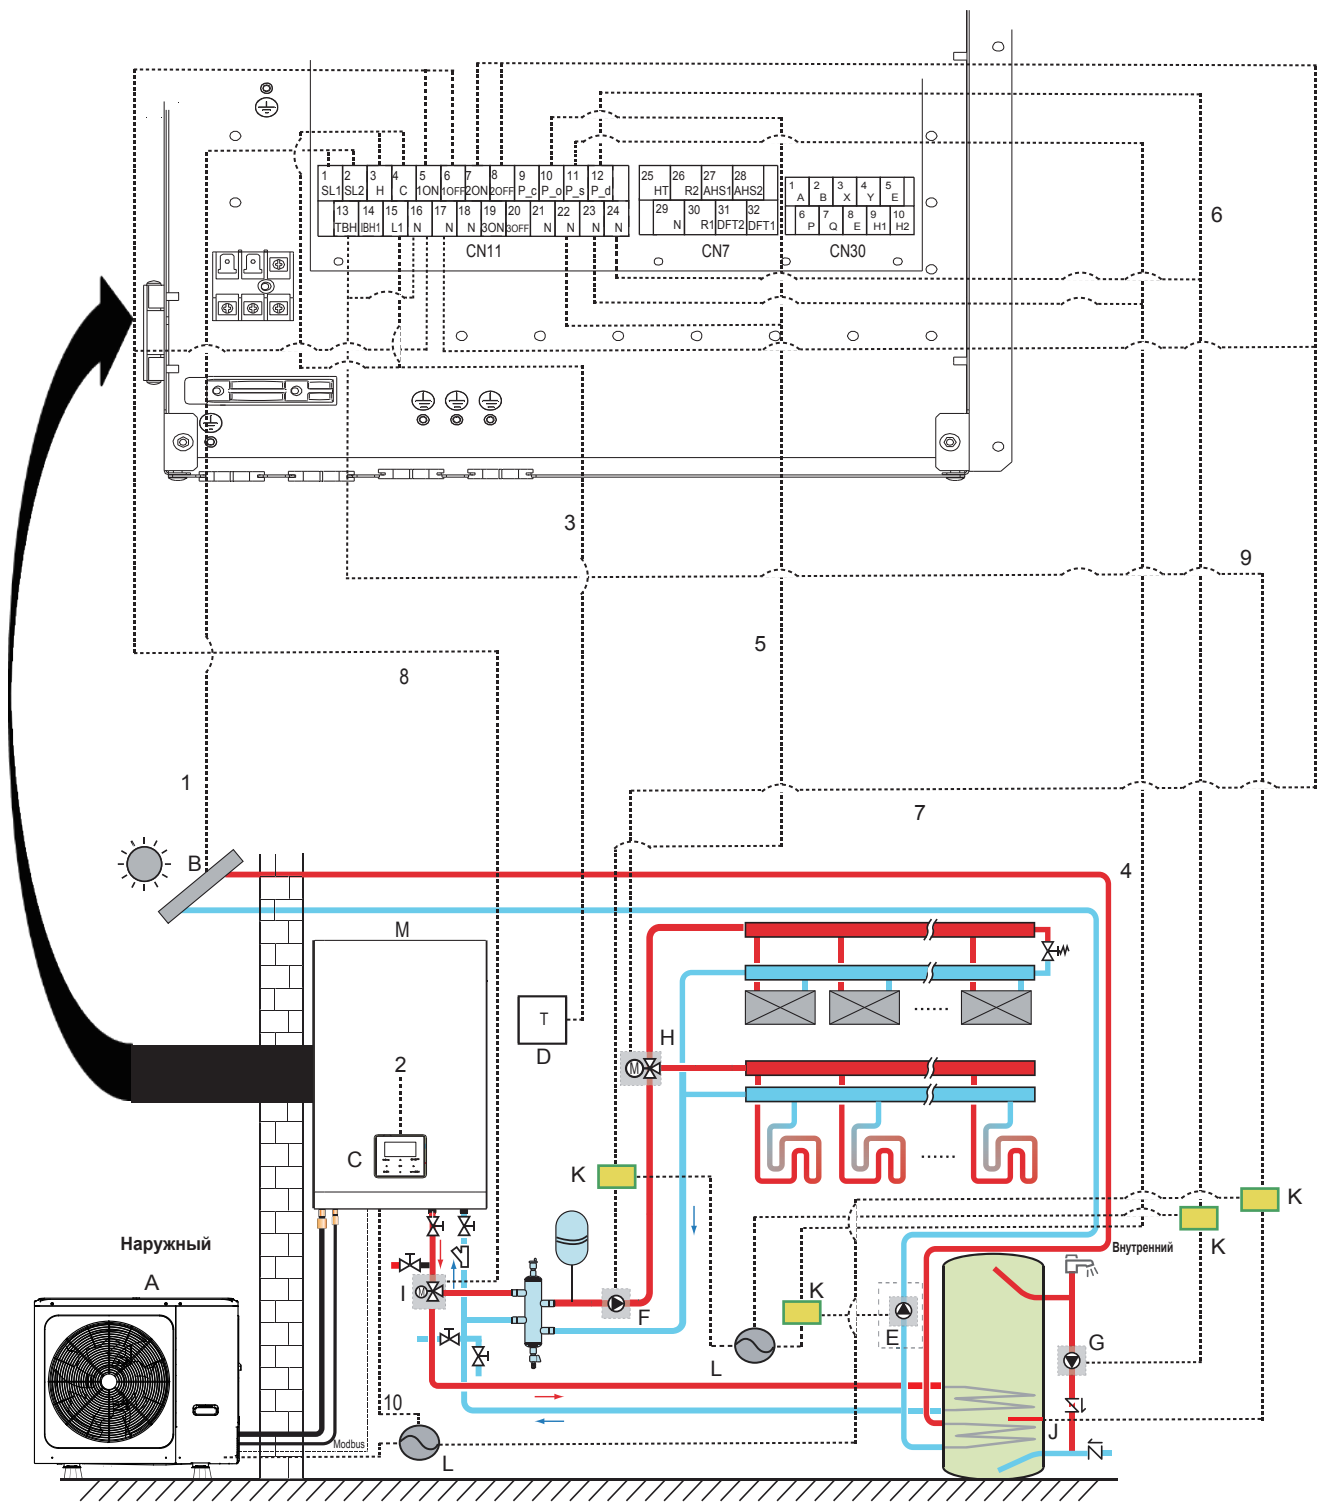 1 2 3 4 5 6 7 8 9 10 11 12
SL1 SL2 H C 1ON 1OFF 2ON 2OFF P_c P_o P_s P_d
13 14 15 16 17 18 19 20 21 22 23 24
TBH IBH1 L1 N N N 3ON 3OFF N N N N
CN11
25 26 27 28
HT R2 AHS1 AHS2
29 30 31 32
N R1 DFT2 DFT1
CN7
1 2 3 4 5
A B X Y E
6 7 8 9 10
P Q E H1 H2
CN30
6
3
9
5
8
1
7
B
4
M
T
D
H
2
C
K
K
K
Наружный
Внутренний
A
I
K
F
E
G
L
10
J
Modbus
L